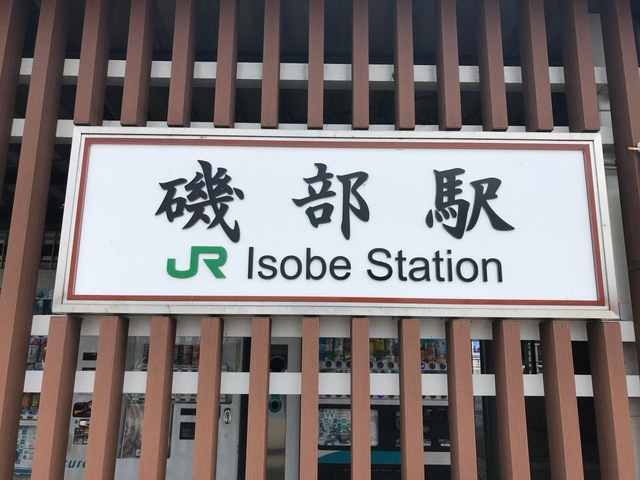 磯部駅
JR Isobe Station